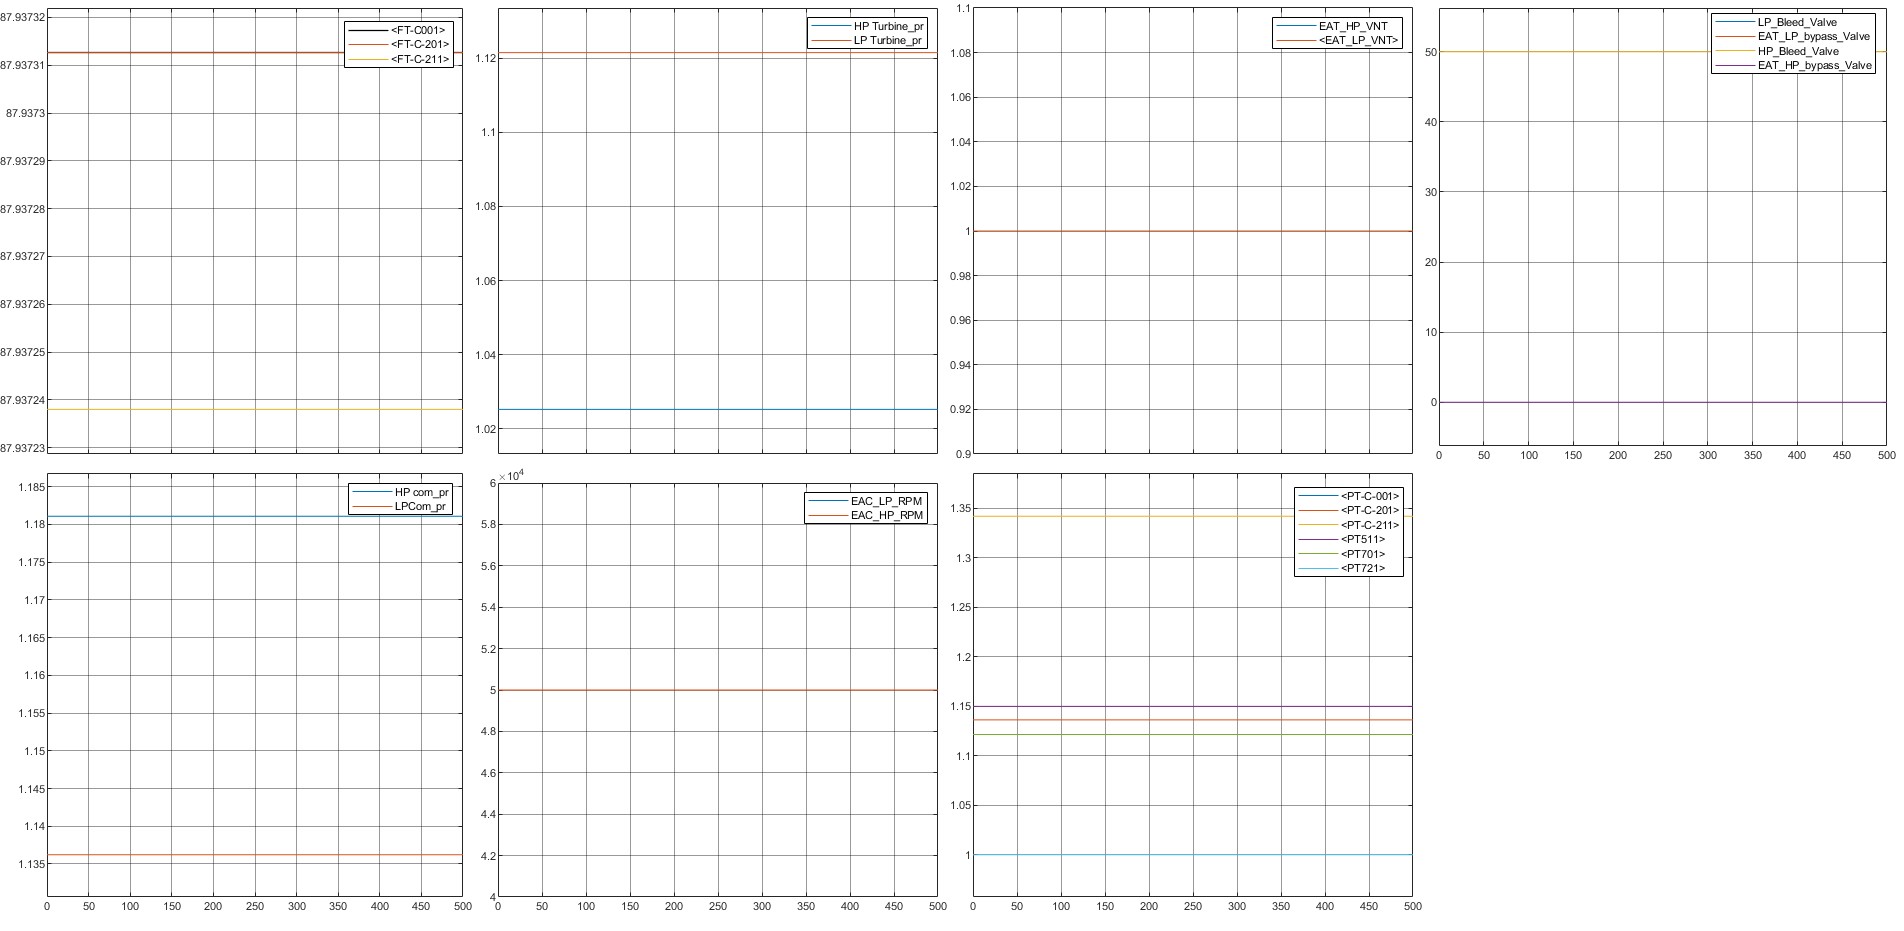 87.93732
87.93731
87.9373
87.93729
87.93728
87.93727
87.93726
87.93725
87.93724
87.93723
<FT-C001>
<FT-C-201>
<FT-C-211>
1.12
1.1
1.08
1.06
1.04
1.02
HP Turbine_pr
LP Turbine_pr
1.1
1.08
1.06
1.04
1.02
1
0.98
0.96
0.94
0.92
0.9
EAT_HP_VNT
<EAT_LP_VNT>
50
40
30
20
10
0
LP_Bleed_Valve
EAT_LP_bypass_Valve
HP_Bleed_Valve
EAT_HP_bypass_Valve
0 50 100 150 200 250 300 350 400 450 500
1.185
1.18
1.175
1.17
1.165
1.16
1.155
1.15
1.145
1.14
1.135
HP com_pr
LPCom_pr
0 50 100 150 200 250 300 350 400 450 500
×10⁴
6
5.8
5.6
5.4
5.2
5
4.8
4.6
4.4
4.2
4
EAC_LP_RPM
EAC_HP_RPM
0 50 100 150 200 250 300 350 400 450 500
1.35
1.3
1.25
1.2
1.15
1.1
1.05
1
<PT-C-001>
<PT-C-201>
<PT-C-211>
<PT511>
<PT701>
<PT721>
0 50 100 150 200 250 300 350 400 450 500